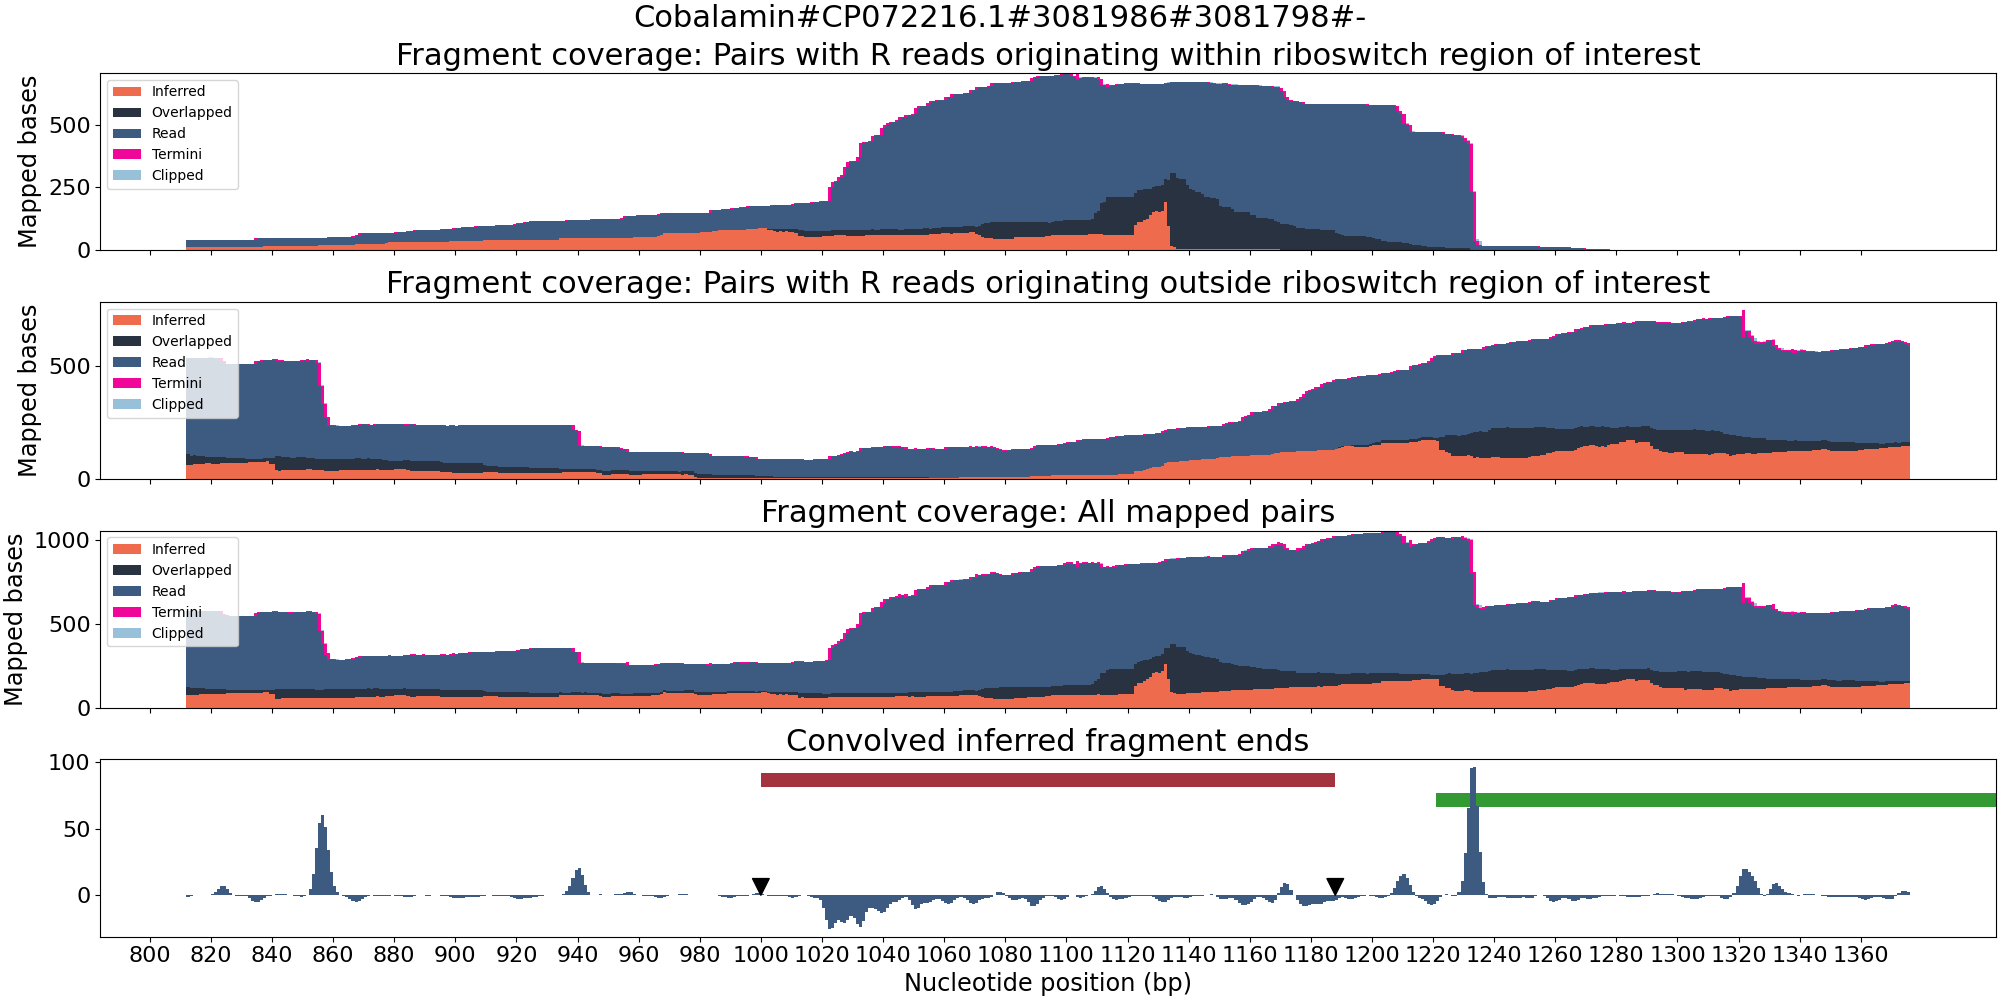 Cobalamin#CP072216.1#3081986#3081798#-
Fragment coverage: Pairs with R reads originating within riboswitch region of interest
Mapped bases
500
250
0
Inferred
Overlapped
Read
Termini
Clipped
Fragment coverage: Pairs with R reads originating outside riboswitch region of interest
Mapped bases
500
0
Inferred
Overlapped
Read
Termini
Clipped
Fragment coverage: All mapped pairs
Mapped bases
1000
500
0
Inferred
Overlapped
Read
Termini
Clipped
Convolved inferred fragment ends
100
50
0
800 820 840 860 880 900 920 940 960 980 1000 1020 1040 1060 1080 1100 1120 1140 1160 1180 1200 1220 1240 1260 1280 1300 1320 1340 1360
Nucleotide position (bp)